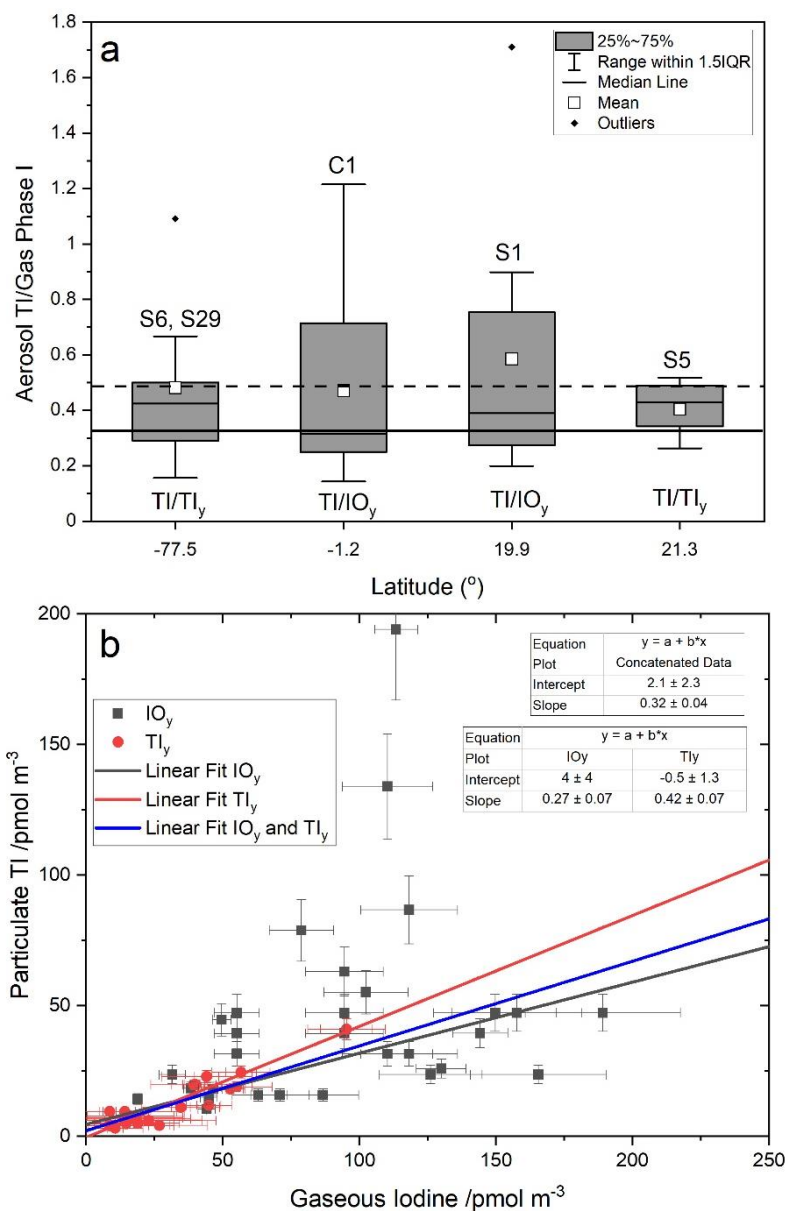 a
1.8
1.6
1.4
1.2
1
0.8
0.6
0.4
0.2
0
Aerosol TI/Gas Phase I
25%~75%
Range within 1.5IQR
Median Line
Mean
Outliers
S6, S29
C1
S1
S5
TI/TIy
TI/IOy
TI/IOy
TI/TIy
-77.5
-1.2
19.9
21.3
Latitude (º)
b
200
150
100
50
0
Particulate TI /pmol m⁻³
IOy
TIy
Linear Fit IOy
Linear Fit TIy
Linear Fit IOy and TIy
Equation y = a + b*x
Plot Concatenated Data
Intercept 2.1 ± 2.3
Slope 0.32 ± 0.04
Equation y = a + b*x
Plot IOy TIy
Intercept 4 ± 4 -0.5 ± 1.3
Slope 0.27 ± 0.07 0.42 ± 0.07
0 50 100 150 200 250
Gaseous Iodine /pmol m⁻³